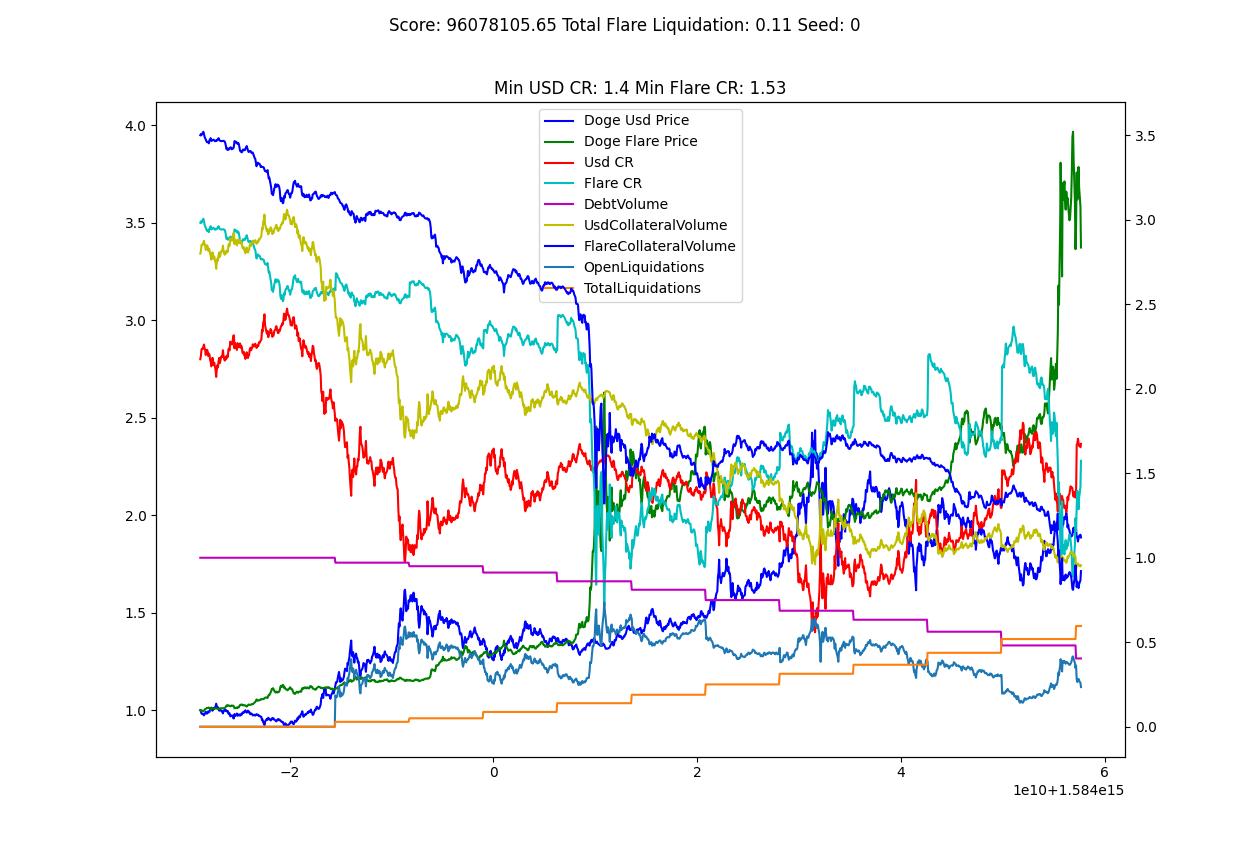 Score: 96078105.65 Total Flare Liquidation: 0.11 Seed: 0
Min USD CR: 1.4 Min Flare CR: 1.53
Doge Usd Price
Doge Flare Price
Usd CR
Flare CR
DebtVolume
UsdCollateralVolume
FlareCollateralVolume
OpenLiquidations
TotalLiquidations
4.0
3.5
3.0
2.5
2.0
1.5
1.0
3.5
3.0
2.5
2.0
1.5
1.0
0.5
0.0
−2 0 2 4 6
1e10+1.584e15